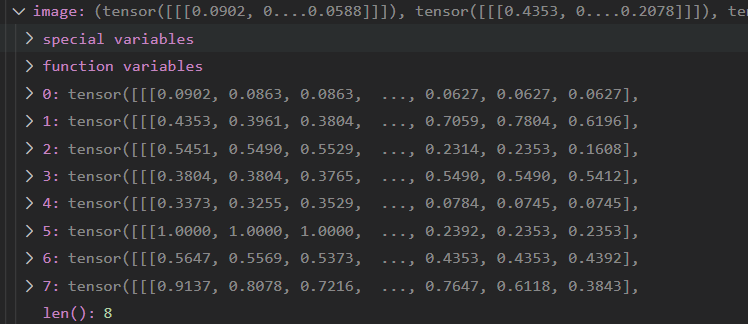 image: (tensor([[[0.0902, 0....0.0588]]]), tensor([[[0.4353, 0....0.2078]]]), te
special variables
function variables
0: tensor([[[0.0902, 0.0863, 0.0863,  ..., 0.0627, 0.0627, 0.0627],
1: tensor([[[0.4353, 0.3961, 0.3804,  ..., 0.7059, 0.7804, 0.6196],
2: tensor([[[0.5451, 0.5490, 0.5529,  ..., 0.2314, 0.2353, 0.1608],
3: tensor([[[0.3804, 0.3804, 0.3765,  ..., 0.5490, 0.5490, 0.5412],
4: tensor([[[0.3373, 0.3255, 0.3529,  ..., 0.0784, 0.0745, 0.0745],
5: tensor([[[1.0000, 1.0000, 1.0000,  ..., 0.2392, 0.2353, 0.2353],
6: tensor([[[0.5647, 0.5569, 0.5373,  ..., 0.4353, 0.4353, 0.4392],
7: tensor([[[0.9137, 0.8078, 0.7216,  ..., 0.7647, 0.6118, 0.3843],
len(): 8